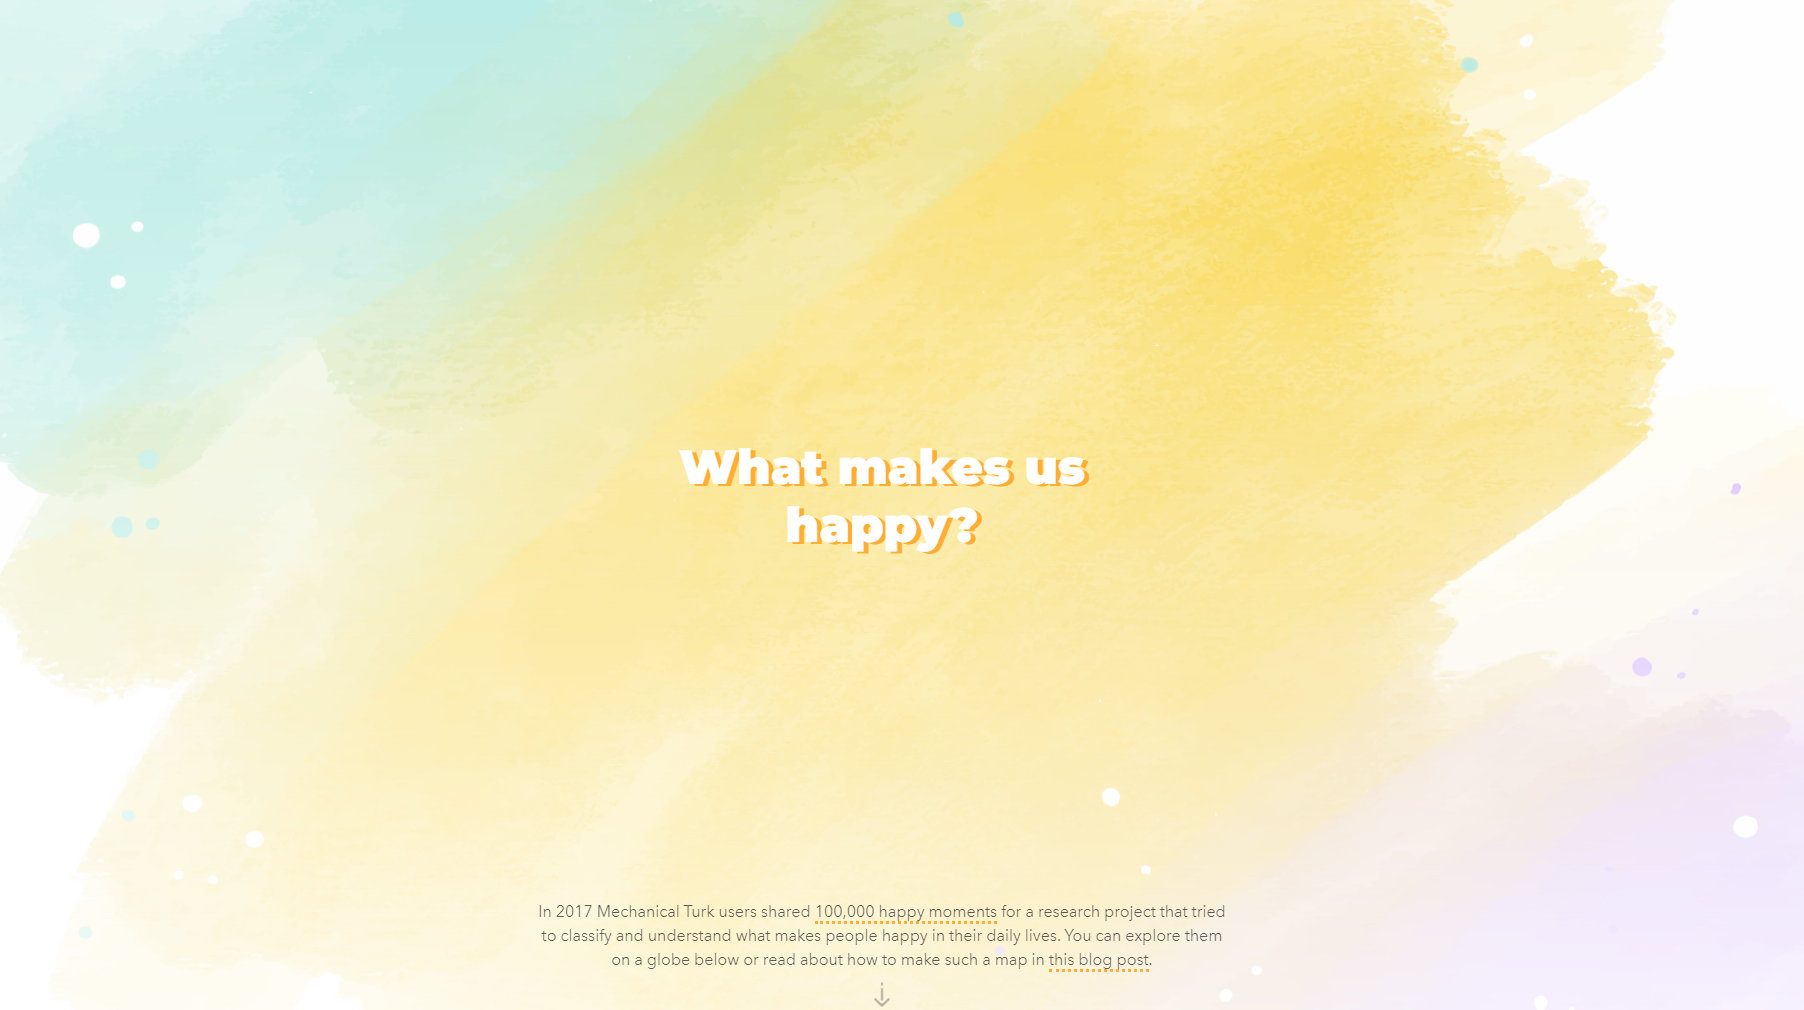 What makes us
happy?
In 2017 Mechanical Turk users shared 100,000 happy moments for a research project that tried
to classify and understand what makes people happy in their daily lives. You can explore them
on a globe below or read about how to make such a map in this blog post.